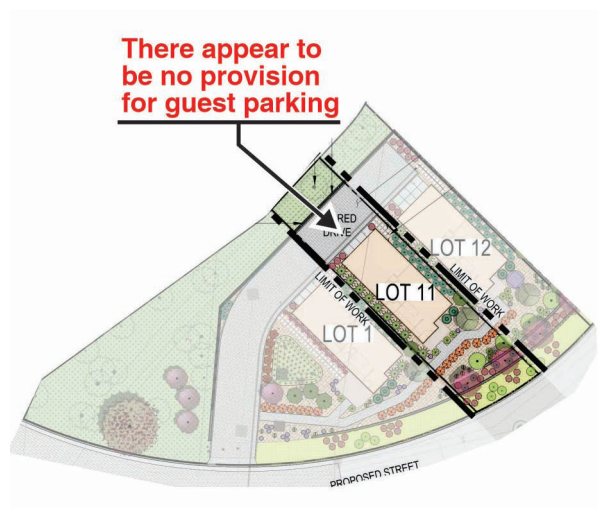 There appear to
be no provision
for guest parking
RED
DRIVE
LOT 12
LIMIT OF WORK
LOT 11
LIMIT OF WORK
LOT 1
PROPOSED STREET